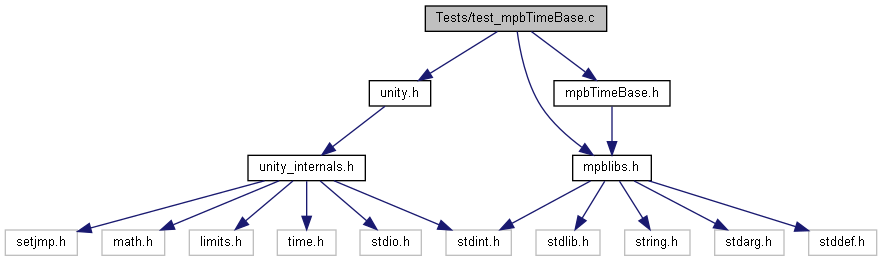 Tests/test_mpbTimeBase.c
unity.h
mpbTimeBase.h
unity_internals.h
mpblibs.h
setjmp.h
math.h
limits.h
time.h
stdio.h
stdint.h
stdlib.h
string.h
stdarg.h
stddef.h